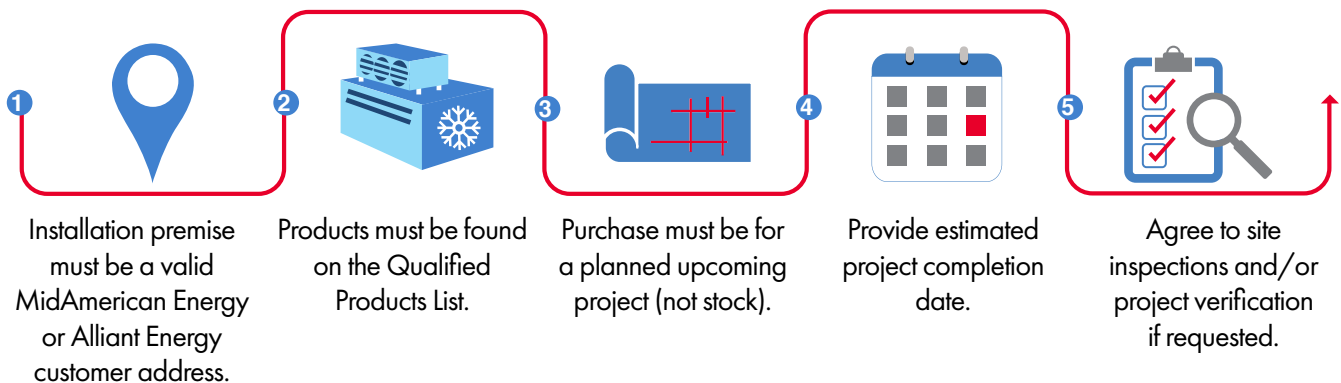 1
Installation premise
must be a valid
MidAmerican Energy
or Alliant Energy
customer address.
2
Products must be found
on the Qualified
Products List.
3
Purchase must be for
a planned upcoming
project (not stock).
4
Provide estimated
project completion
date.
5
Agree to site
inspections and/or
project verification
if requested.